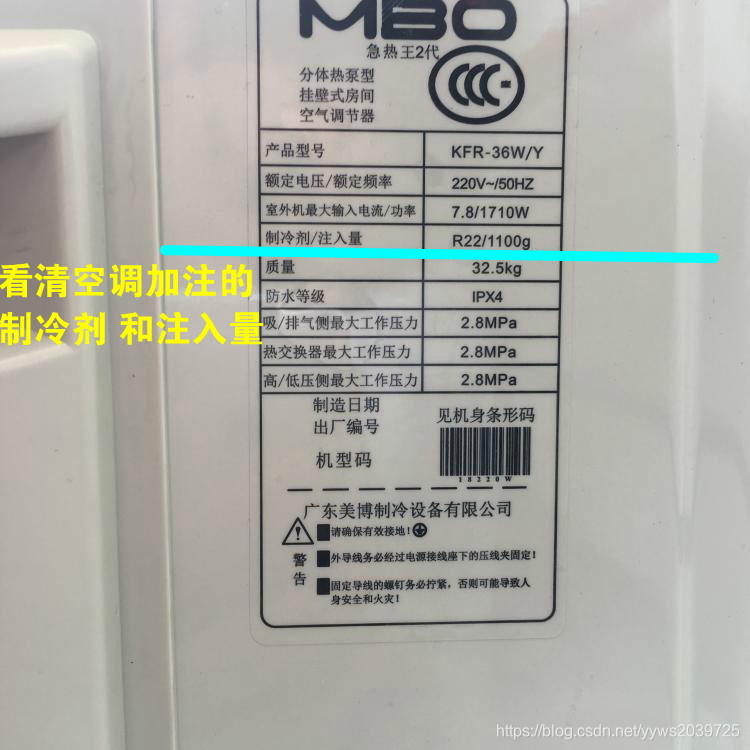 MBO
急热王2代
分体热泵型
挂壁式房间
空气调节器
产品型号 KFR-36W/Y
额定电压/额定频率 220V~/50HZ
室外机最大输入电流/功率 7.8/1710W
制冷剂/注入量 R22/1100g
质量 32.5kg
防水等级 IPX4
吸/排气侧最大工作压力 2.8MPa
热交换器最大工作压力 2.8MPa
高/低压侧最大工作压力 2.8MPa
制造日期
出厂编号
见机身条形码
机型码
18220W
广东美博制冷设备有限公司
警告
请确保有效接地!
外导线务必经过电源接线座下的压线夹固定!
固定导线的螺钉务必拧紧,否则可能导致人
身安全和火灾!
看清空调加注的
制冷剂 和注入量
https://blog.csdn.net/yyws2039725